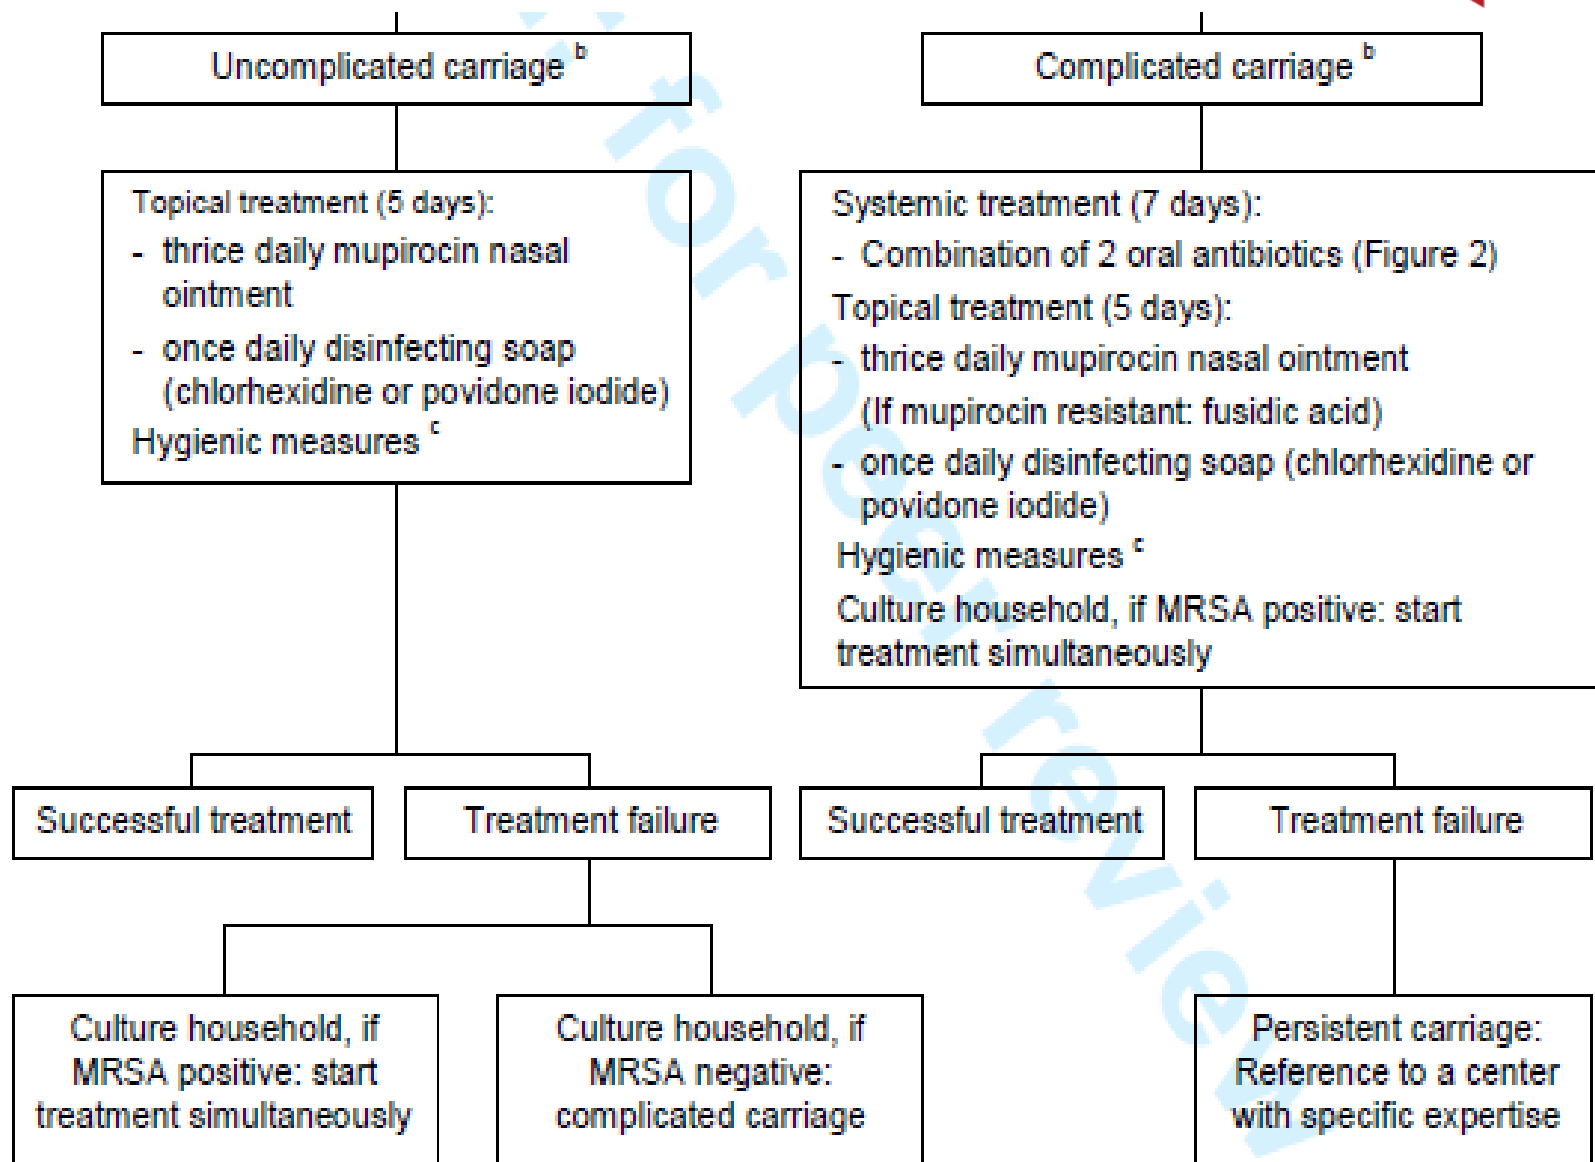 Uncomplicated carriage b
Complicated carriage b
Topical treatment (5 days):
- thrice daily mupirocin nasal
ointment
- once daily disinfecting soap
(chlorhexidine or povidone iodide)
Hygienic measures c
Systemic treatment (7 days):
- Combination of 2 oral antibiotics (Figure 2)
Topical treatment (5 days):
- thrice daily mupirocin nasal ointment
(If mupirocin resistant: fusidic acid)
- once daily disinfecting soap (chlorhexidine or
povidone iodide)
Hygienic measures c
Culture household, if MRSA positive: start
treatment simultaneously
Successful treatment
Treatment failure
Successful treatment
Treatment failure
Culture household, if
MRSA positive: start
treatment simultaneously
Culture household, if
MRSA negative:
complicated carriage
Persistent carriage:
Reference to a center
with specific expertise
for peer review